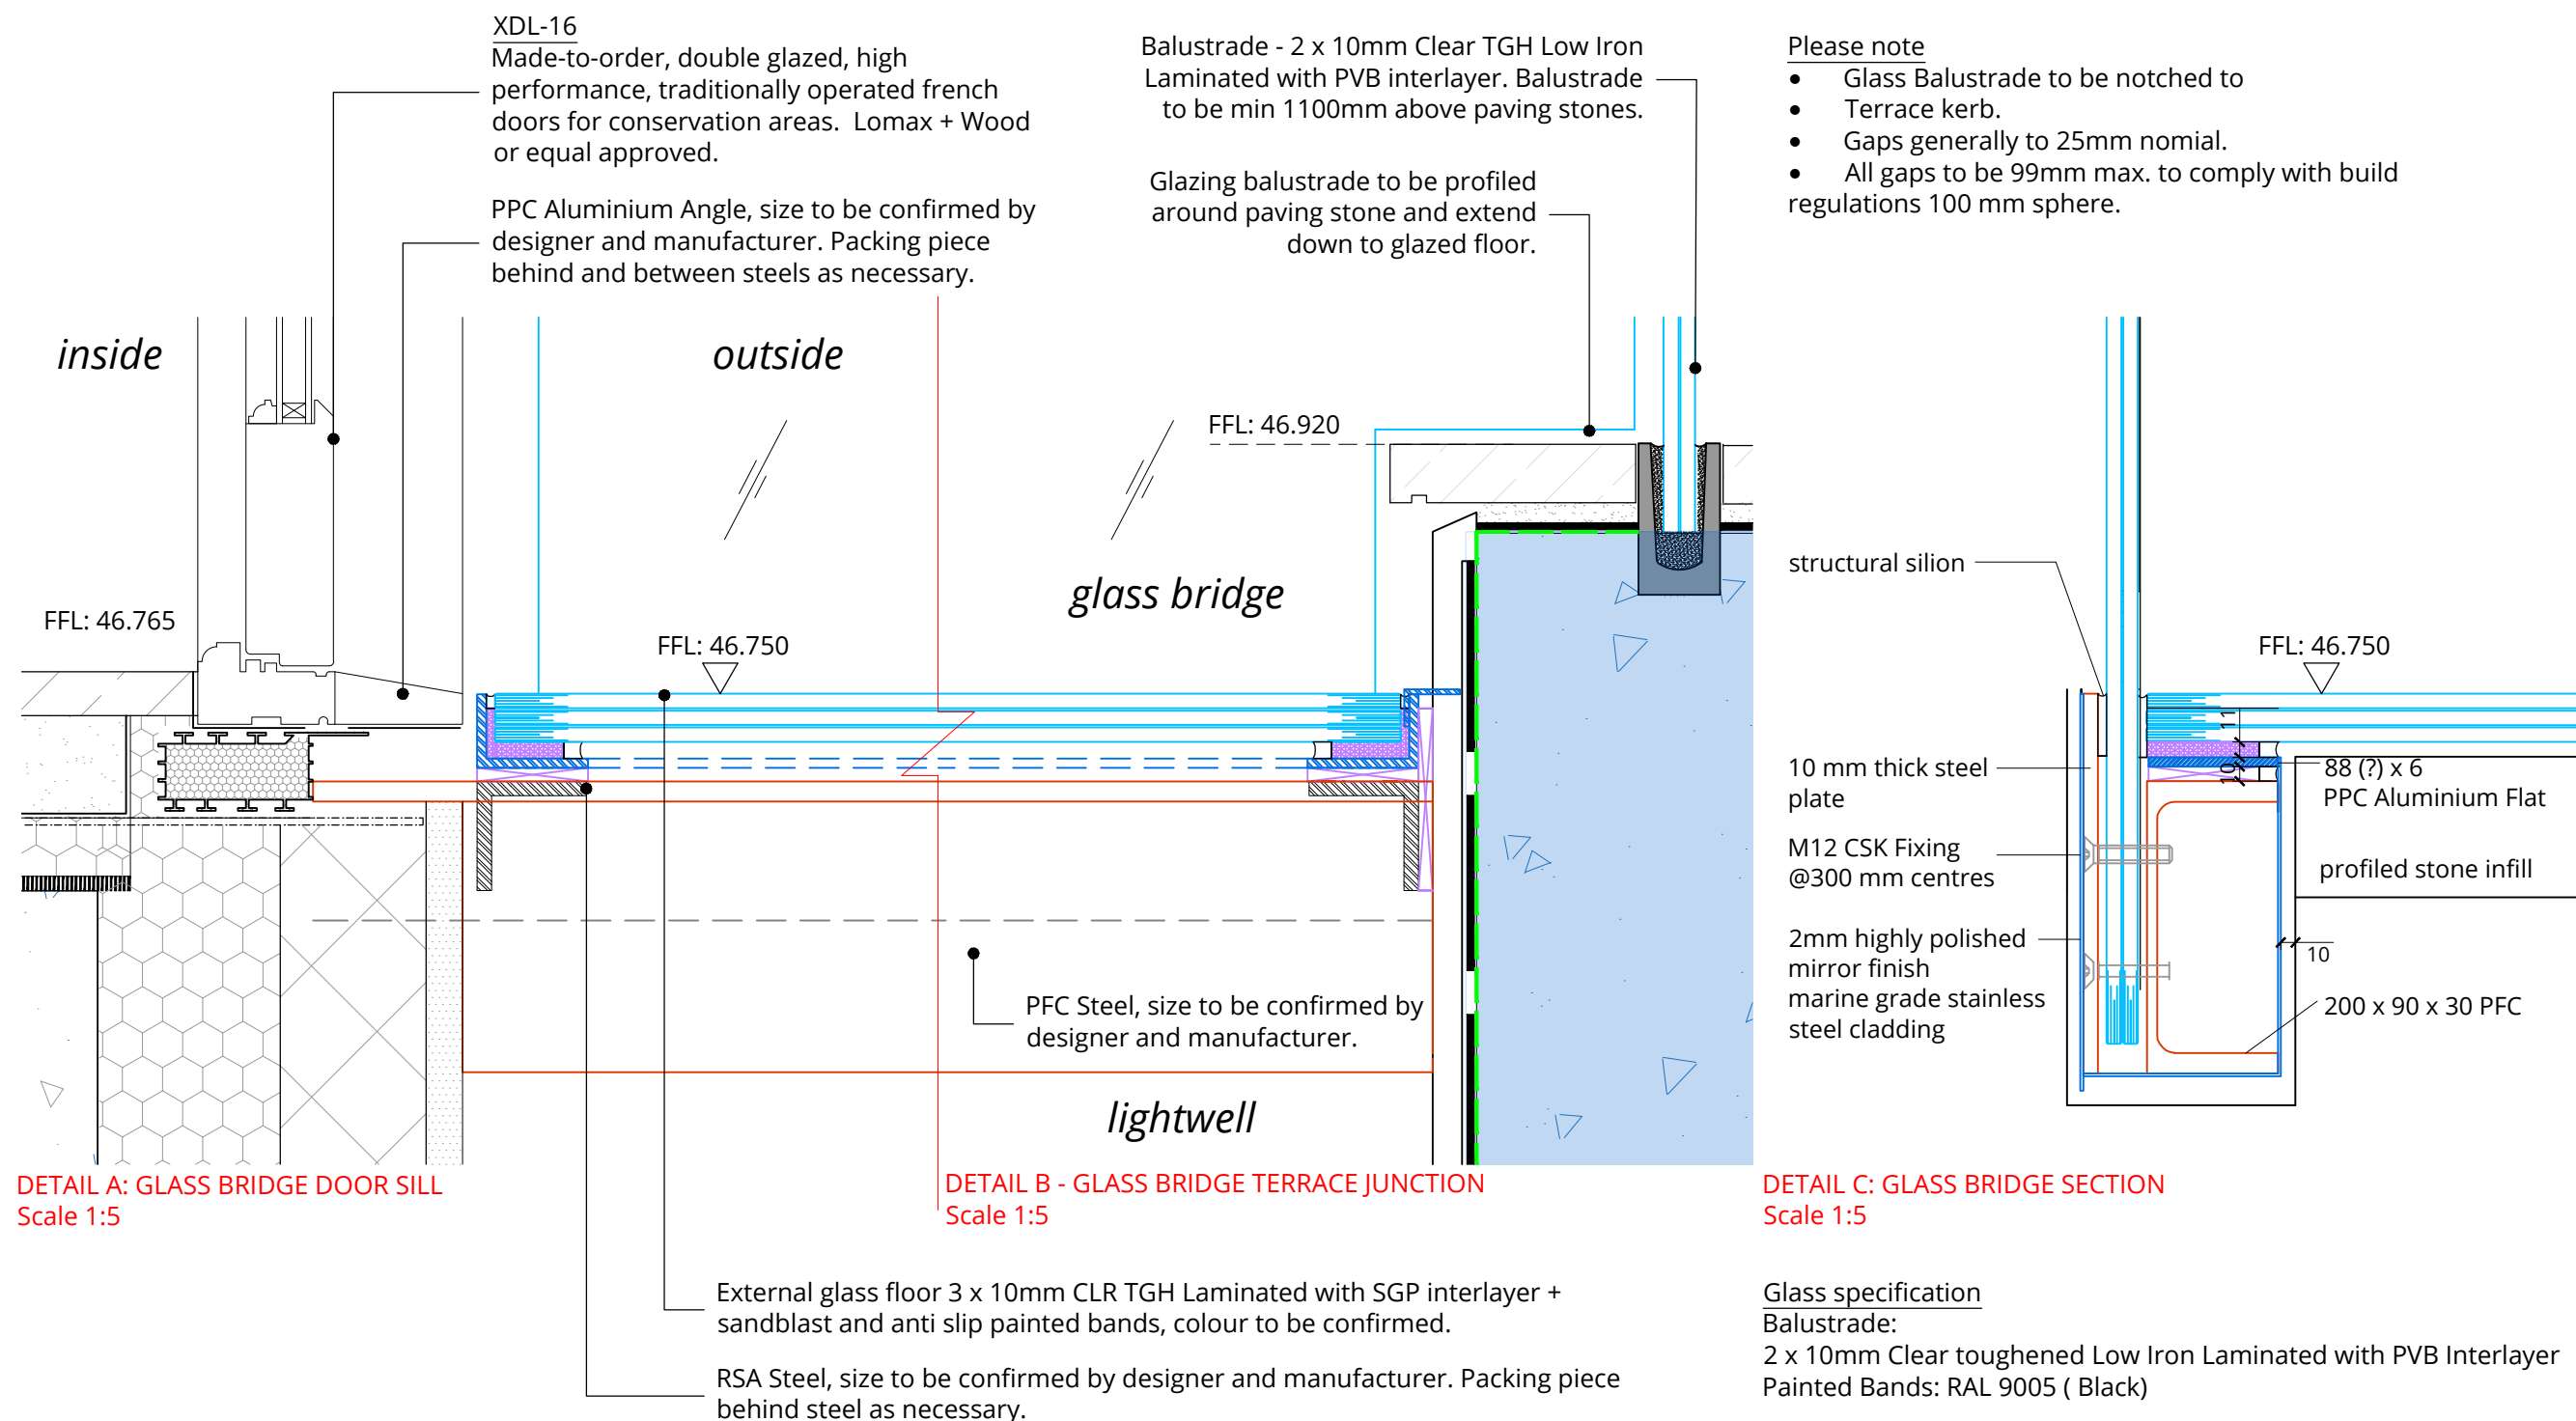 XDL-16
Made-to-order, double glazed, high
performance, traditionally operated french
doors for conservation areas. Lomax + Wood
or equal approved.
PPC Aluminium Angle, size to be confirmed by
designer and manufacturer. Packing piece
behind and between steels as necessary.
Balustrade - 2 x 10mm Clear TGH Low Iron
Laminated with PVB interlayer. Balustrade
to be min 1100mm above paving stones.
Glazing balustrade to be profiled
around paving stone and extend
down to glazed floor.
Please note
• Glass Balustrade to be notched to
• Terrace kerb.
• Gaps generally to 25mm nomial.
• All gaps to be 99mm max. to comply with build
regulations 100 mm sphere.
inside
outside
FFL: 46.920
glass bridge
FFL: 46.765
FFL: 46.750
PFC Steel, size to be confirmed by
designer and manufacturer.
lightwell
structural silion
FFL: 46.750
11
10
10 mm thick steel
plate
88 (?) x 6
PPC Aluminium Flat
M12 CSK Fixing
@300 mm centres
profiled stone infill
2mm highly polished
mirror finish
marine grade stainless
steel cladding
10
200 x 90 x 30 PFC
DETAIL A: GLASS BRIDGE DOOR SILL
Scale 1:5
DETAIL B - GLASS BRIDGE TERRACE JUNCTION
Scale 1:5
DETAIL C: GLASS BRIDGE SECTION
Scale 1:5
External glass floor 3 x 10mm CLR TGH Laminated with SGP interlayer +
sandblast and anti slip painted bands, colour to be confirmed.
RSA Steel, size to be confirmed by designer and manufacturer. Packing piece
behind steel as necessary.
Glass specification
Balustrade:
2 x 10mm Clear toughened Low Iron Laminated with PVB Interlayer
Painted Bands: RAL 9005 ( Black)